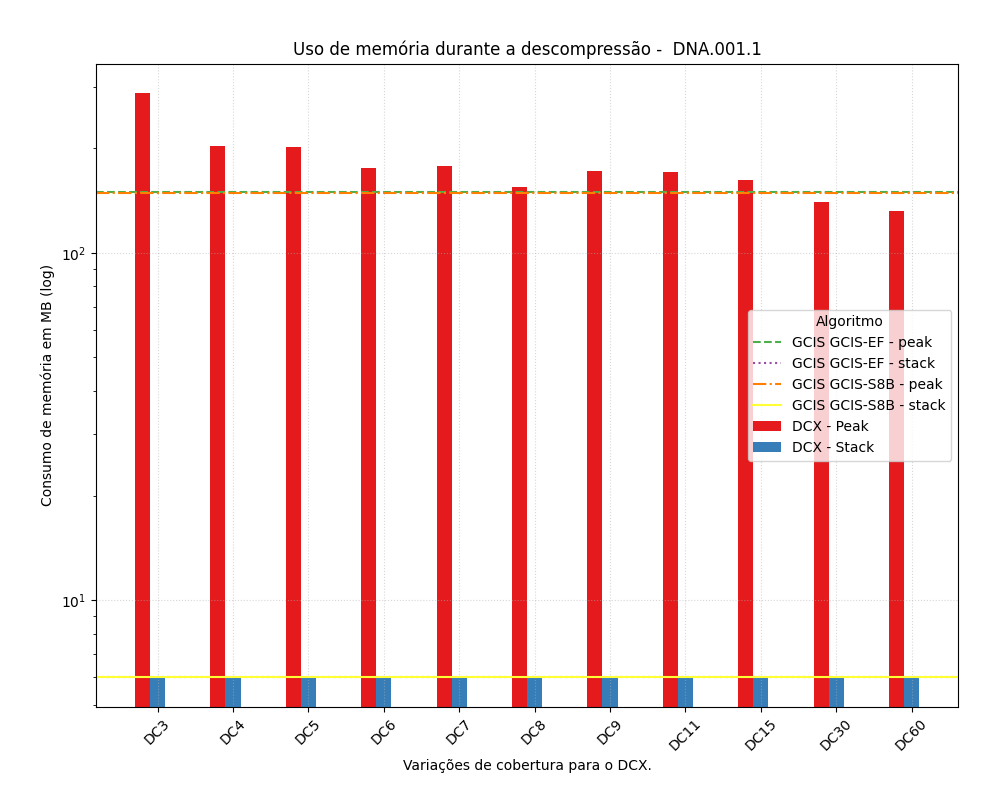 Uso de memória durante a descompressão -  DNA.001.1
Consumo de memória em MB (log)
10²
10¹
Algoritmo
GCIS GCIS-EF - peak
GCIS GCIS-EF - stack
GCIS GCIS-S8B - peak
GCIS GCIS-S8B - stack
DCX - Peak
DCX - Stack
DC3 DC4 DC5 DC6 DC7 DC8 DC9 DC11 DC15 DC30 DC60
Variações de cobertura para o DCX.